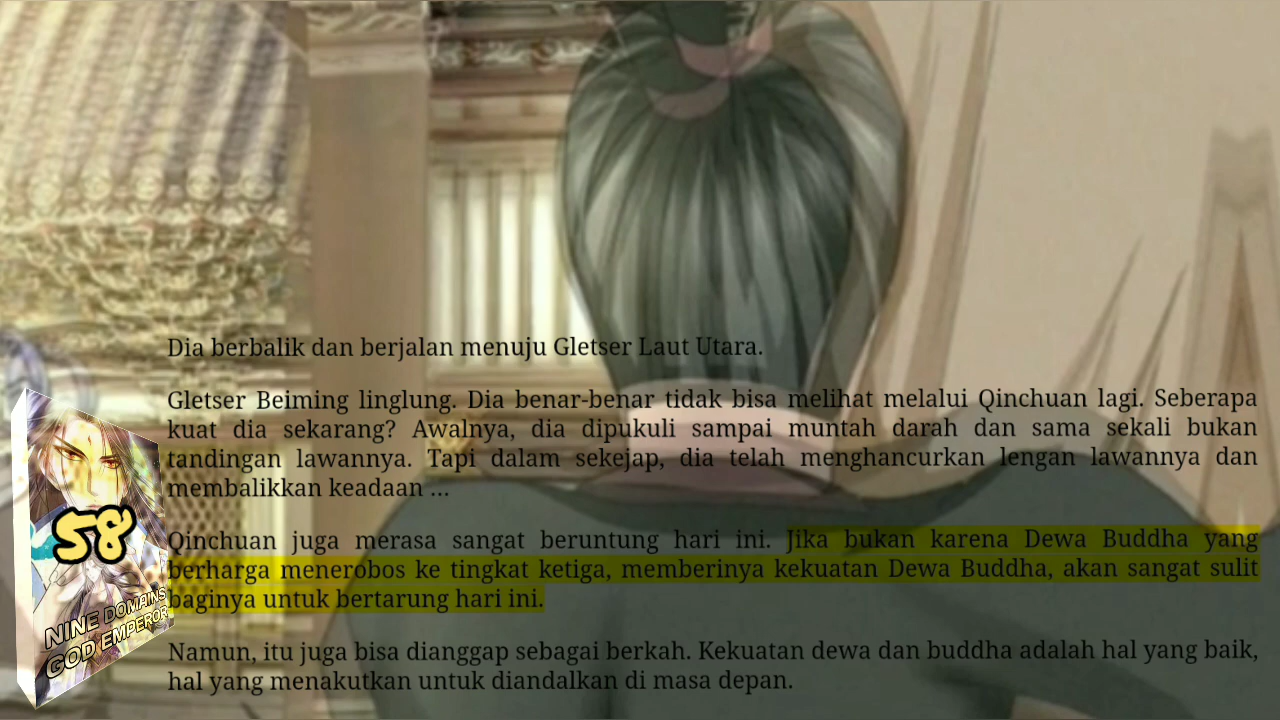 Dia berbalik dan berjalan menuju Gletser Laut Utara.
Gletser Beiming linglung. Dia benar-benar tidak bisa melihat melalui Qinchuan lagi. Seberapa
kuat dia sekarang? Awalnya, dia dipukuli sampai muntah darah dan sama sekali bukan
tandingan lawannya. Tapi dalam sekejap, dia telah menghancurkan lengan lawannya dan
membalikkan keadaan ...
Qinchuan juga merasa sangat beruntung hari ini. Jika bukan karena Dewa Buddha yang
berharga menerobos ke tingkat ketiga, memberinya kekuatan Dewa Buddha, akan sangat sulit
baginya untuk bertarung hari ini.
Namun, itu juga bisa dianggap sebagai berkah. Kekuatan dewa dan buddha adalah hal yang baik,
hal yang menakutkan untuk diandalkan di masa depan.
58
NINE DOMAINS
GOD EMPEROR